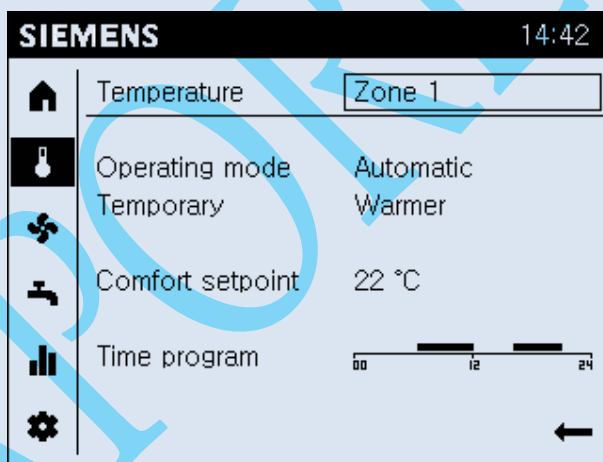 SIEMENS 14:42
Temperature Zone 1
Operating mode Automatic
Temporary Warmer
Comfort setpoint 22 °C
Time program
00 12 24